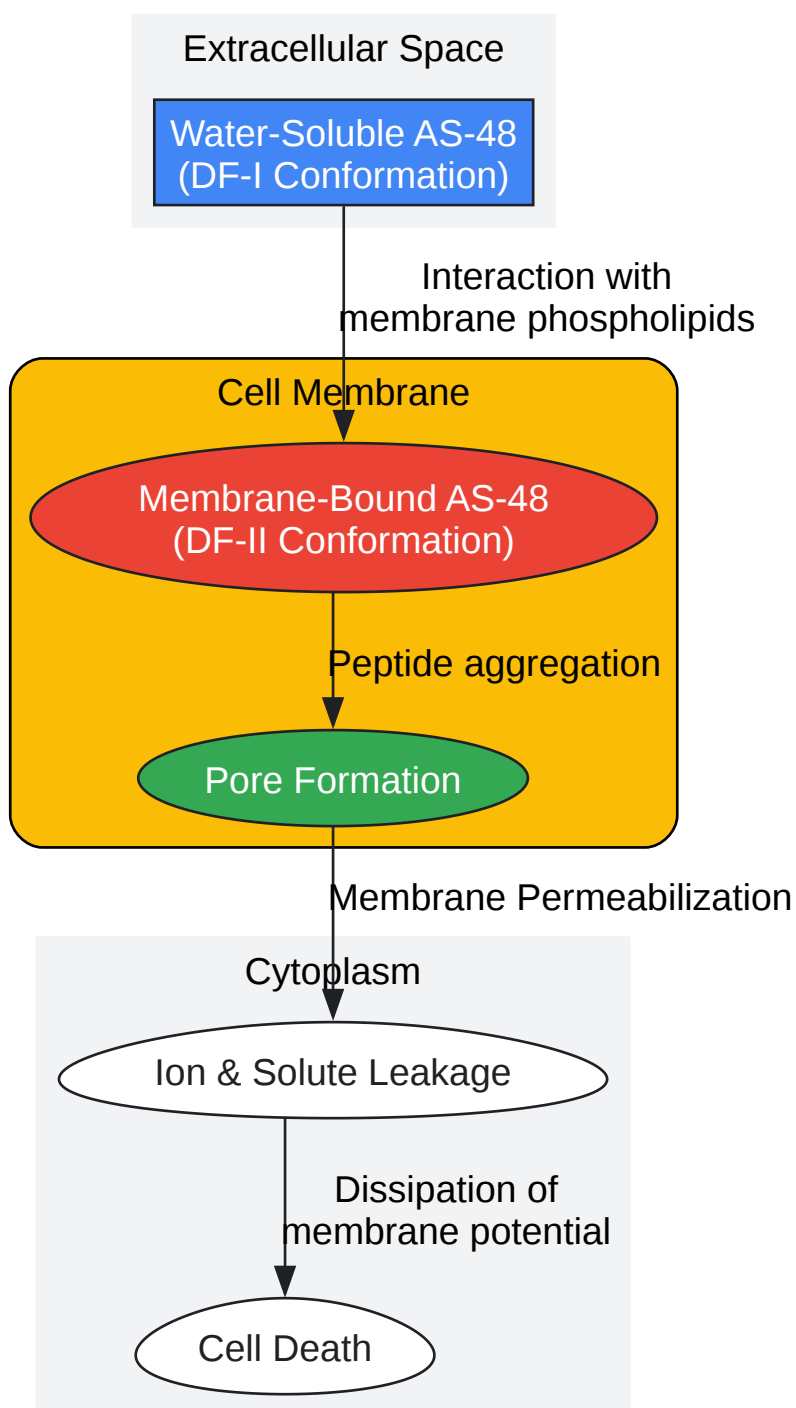 Extracellular Space
Water-Soluble AS-48
(DF-I Conformation)
Interaction with
membrane phospholipids
Cell Membrane
Membrane-Bound AS-48
(DF-II Conformation)
Peptide aggregation
Pore Formation
Membrane Permeabilization
Cytoplasm
Ion & Solute Leakage
Dissipation of
membrane potential
Cell Death